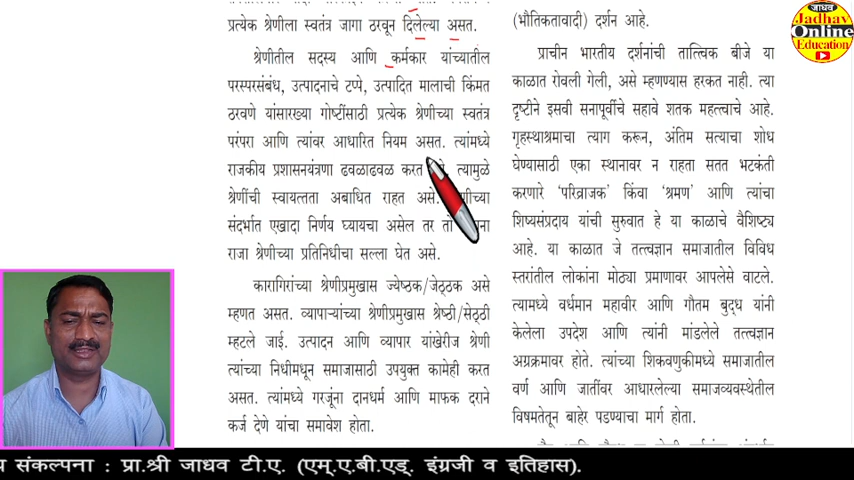 प्रत्येक श्रेणीला स्वतंत्र जागा ठरवून दिलेल्या असत.
श्रेणीतील सदस्य आणि कर्मकार यांच्यातील
परस्परसंबंध, उत्पादनाचे टप्पे, उत्पादित मालाची किंमत
ठरवणे यांसारख्या गोष्टींसाठी प्रत्येक श्रेणीच्या स्वतंत्र
परंपरा आणि त्यांवर आधारित नियम असत. त्यांमध्ये
राजकीय प्रशासनयंत्रणा ढवळाढवळ करत त्यामुळे
श्रेणींची स्वायत्तता अबाधित राहत असे.
संदर्भात एखादा निर्णय घ्यायचा असेल तर
राजा श्रेणीच्या प्रतिनिधीचा सल्ला घेत असे.
कारागिरांच्या श्रेणीप्रमुखास ज्येष्ठक/जेठ्ठक असे
म्हणत असत. व्यापाऱ्यांच्या श्रेणीप्रमुखास श्रेष्ठी/सेठ्ठी
म्हटले जाई. उत्पादन आणि व्यापार यांखेरीज श्रेणी
त्यांच्या निधीमधून समाजासाठी उपयुक्त कामेही करत
असत. त्यांमध्ये गरजूंना दानधर्म आणि माफक दराने
कर्ज देणे यांचा समावेश होता.
(भौतिकतावादी) दर्शन आहे.
प्राचीन भारतीय दर्शनांची तात्त्विक बीजे या
काळात रोवली गेली, असे म्हणण्यास हरकत नाही. त्या
दृष्टीने इसवी सनापूर्वीचे सहावे शतक महत्त्वाचे आहे.
गृहस्थाश्रमाचा त्याग करून, अंतिम सत्याचा शोध
घेण्यासाठी एका स्थानावर न राहता सतत भटकंती
करणारे ‘परिव्राजक’ किंवा ‘श्रमण’ आणि त्यांचा
शिष्यसंप्रदाय यांची सुरुवात हे या काळाचे वैशिष्ट्य
आहे. या काळात जे तत्त्वज्ञान समाजातील विविध
स्तरांतील लोकांना मोठ्या प्रमाणावर आपलेसे वाटले.
त्यामध्ये वर्धमान महावीर आणि गौतम बुद्ध यांनी
केलेला उपदेश आणि त्यांनी मांडलेले तत्त्वज्ञान
अग्रक्रमावर होते. त्यांच्या शिकवणुकीमध्ये समाजातील
वर्ण आणि जातींवर आधारलेल्या समाजव्यवस्थेतील
विषमतेतून बाहेर पडण्याचा मार्ग होता.
जाधव
Jadhav
Online
Education
संकल्पना : प्रा.श्री जाधव टी.ए. (एम्.ए.बी.एड्. इंग्रजी व इतिहास).